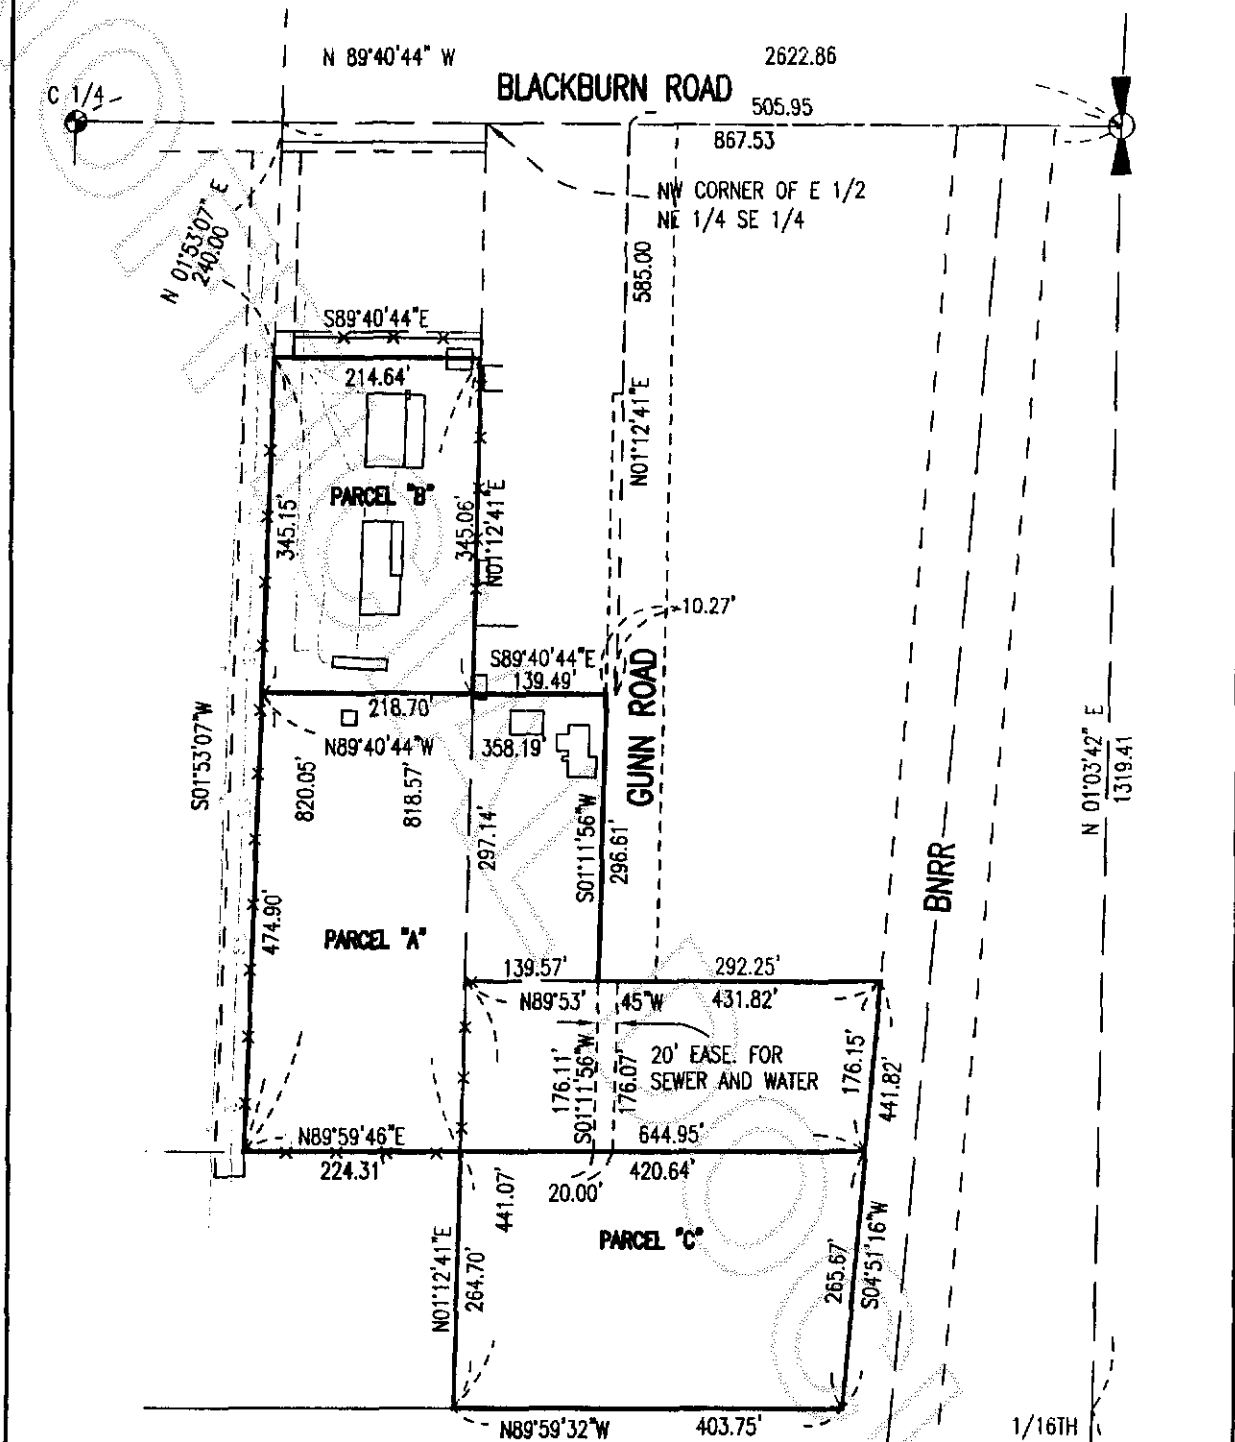 N 89°40'44" W
2622.86
C 1/4
BLACKBURN ROAD
505.95
867.53
NW CORNER OF E 1/2
NE 1/4 SE 1/4
N 01°53'07" E
240.00
585.00
N01°12'41"E
S89°40'44"E
214.64'
PARCEL "B"
345.15'
345.06'
N01°12'41"E
10.27'
S89°40'44"E
139.49'
218.70'
N89°40'44"W
358.19'
GUNN ROAD
S01°53'07"W
820.05'
818.57'
297.14'
S01°11'56"W
296.61'
N 01°03'42" E
1319.41
BNRR
474.90'
PARCEL "A"
139.57'
292.25'
N89°53'
45"W
431.82'
176.11'
S01°11'56"W
176.07'
20' EASE. FOR
SEWER AND WATER
176.15'
441.82'
N89°59'46"E
224.31'
644.95'
420.64'
20.00'
441.07'
PARCEL "C"
N01°12'41"E
264.70'
265.67'
S04°51'16"W
N89°59'32"W
403.75'
1/16TH